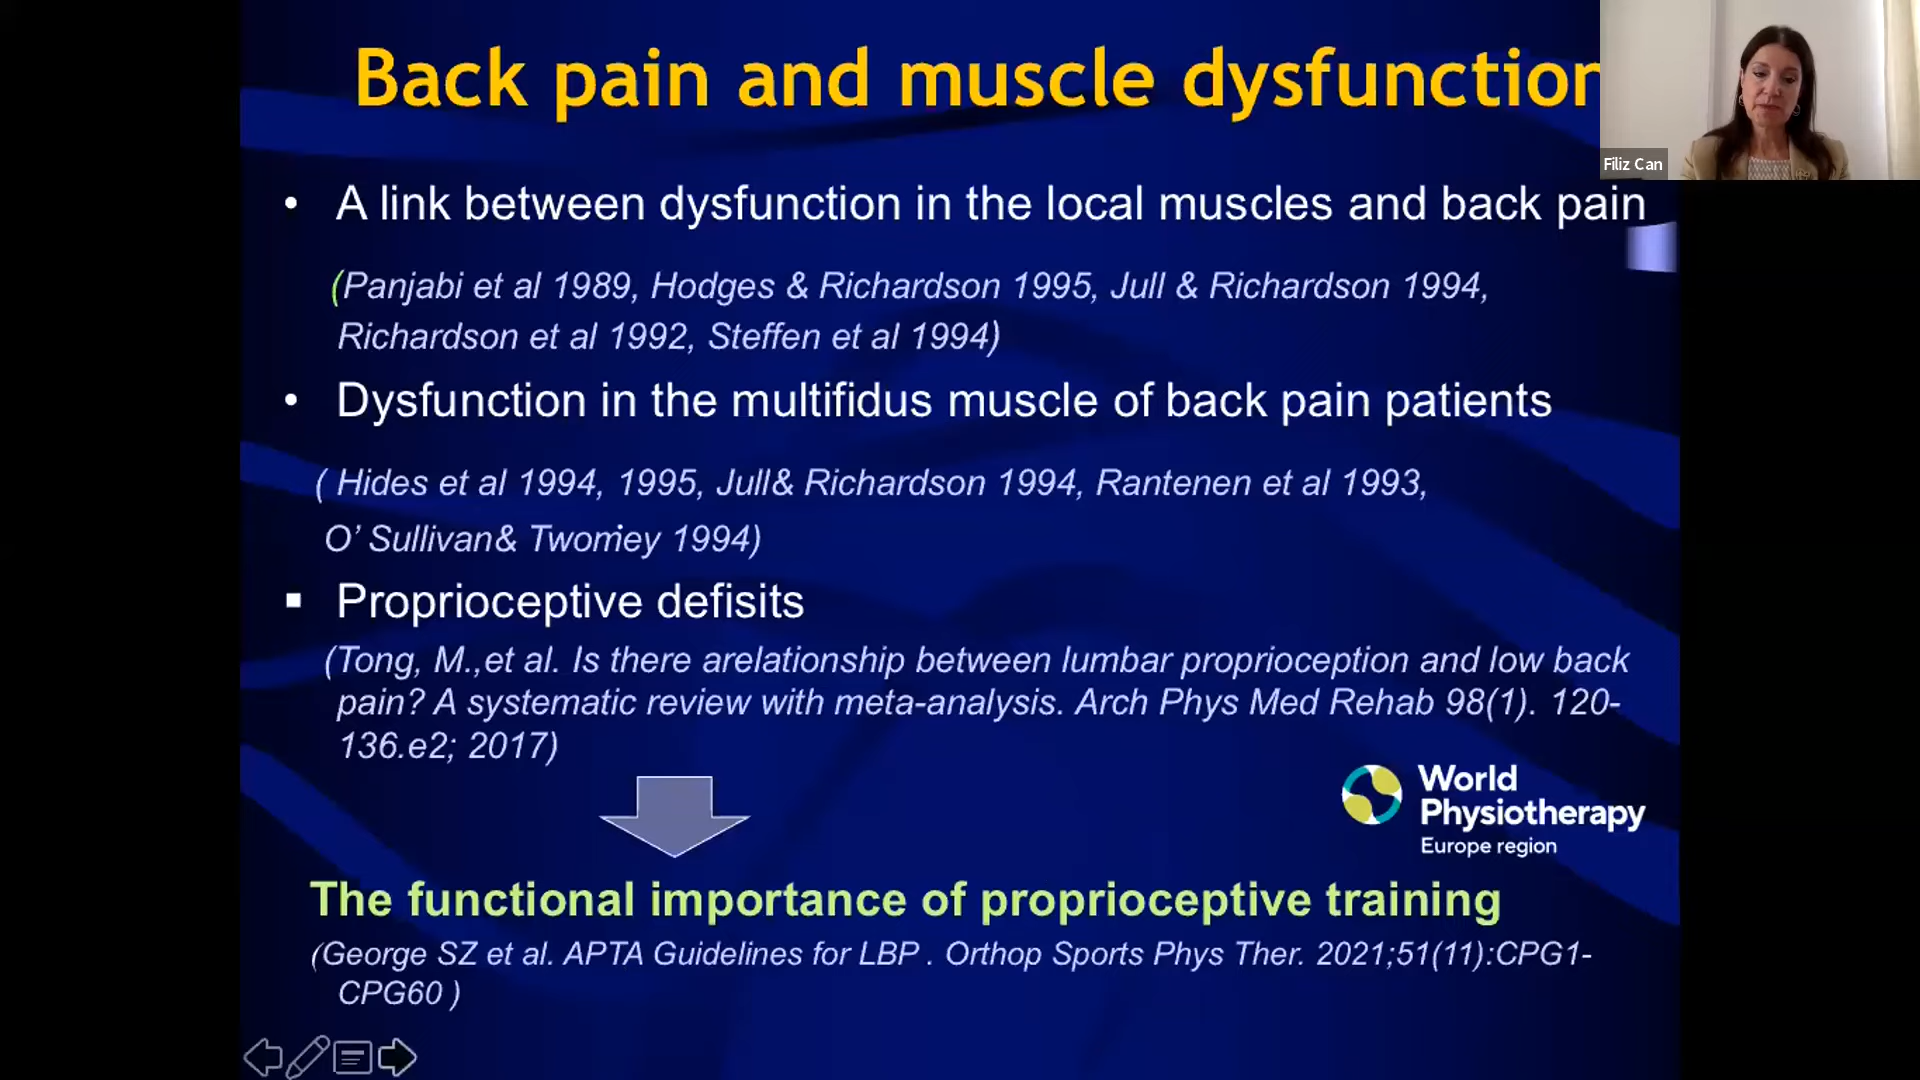 Back pain and muscle dysfunction
Filiz Can
• A link between dysfunction in the local muscles and back pain
(Panjabi et al 1989, Hodges & Richardson 1995, Jull & Richardson 1994,
Richardson et al 1992, Steffen et al 1994)
• Dysfunction in the multifidus muscle of back pain patients
( Hides et al 1994, 1995, Jull& Richardson 1994, Rantenen et al 1993,
O’ Sullivan& Twomey 1994)
▪ Proprioceptive defisits
(Tong, M.,et al. Is there arelationship between lumbar proprioception and low back
pain? A systematic review with meta-analysis. Arch Phys Med Rehab 98(1). 120-
136.e2; 2017)
World
Physiotherapy
Europe region
The functional importance of proprioceptive training
(George SZ et al. APTA Guidelines for LBP . Orthop Sports Phys Ther. 2021;51(11):CPG1-
CPG60 )